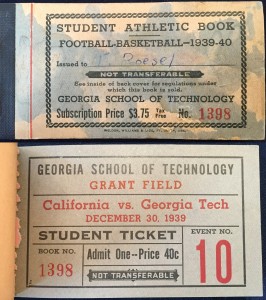 STUDENT ATHLETIC BOOK
FOOTBALL-BASKETBALL-1939-40
Issued to
NOT TRANSFERABLE
See inside of back cover for regulations under
which this book is sold.
GEORGIA SCHOOL OF TECHNOLOGY
Subscription Price $3.75 Tax Free No. 1398
GEORGIA SCHOOL OF TECHNOLOGY
GRANT FIELD
California vs. Georgia Tech
DECEMBER 30, 1939
STUDENT TICKET
EVENT NO.
BOOK NO.
1398
Admit One--Price 40c
10
NOT TRANSFERABLE